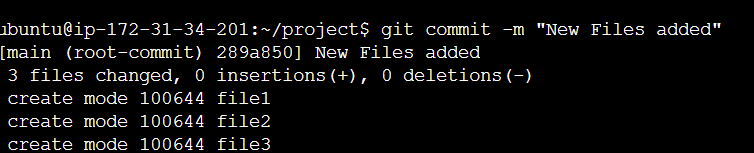 ubuntu@ip-172-31-34-201:~/project$ git commit -m "New Files added"
[main (root-commit) 289a850] New Files added
 3 files changed, 0 insertions(+), 0 deletions(-)
 create mode 100644 file1
 create mode 100644 file2
 create mode 100644 file3